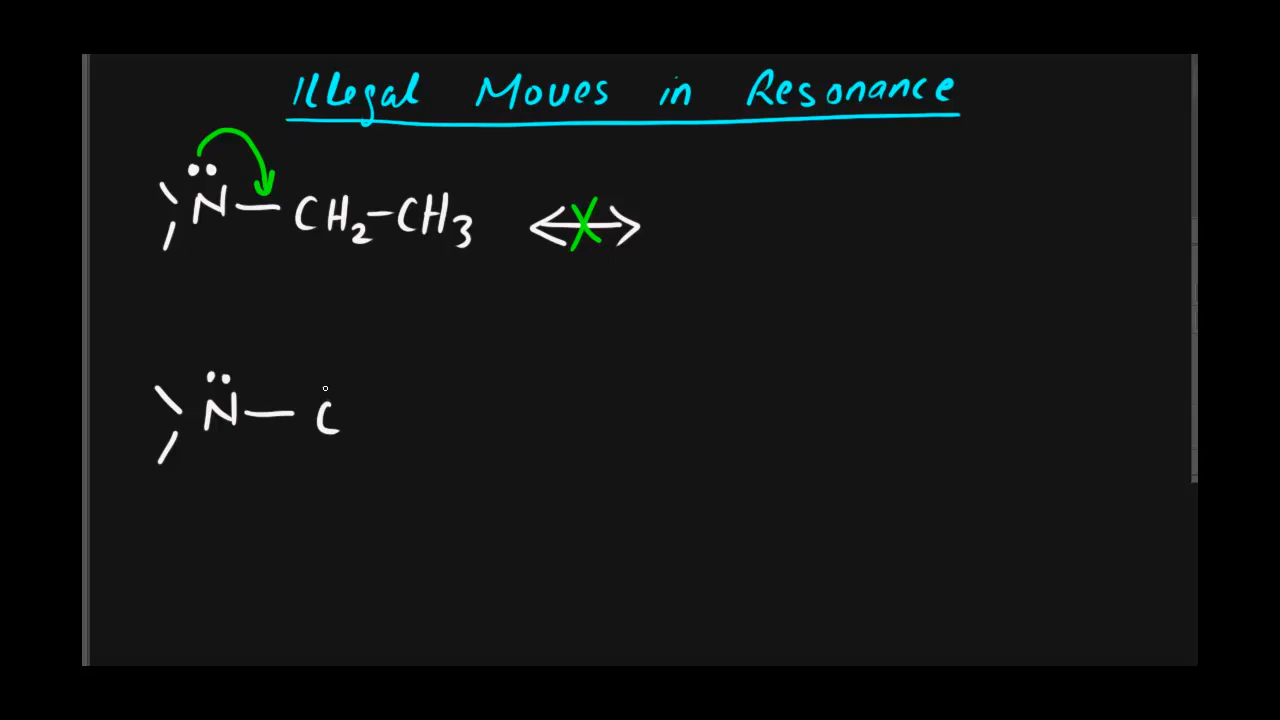 Illegal Moves in Resonance
N — CH₂–CH₃
N — C